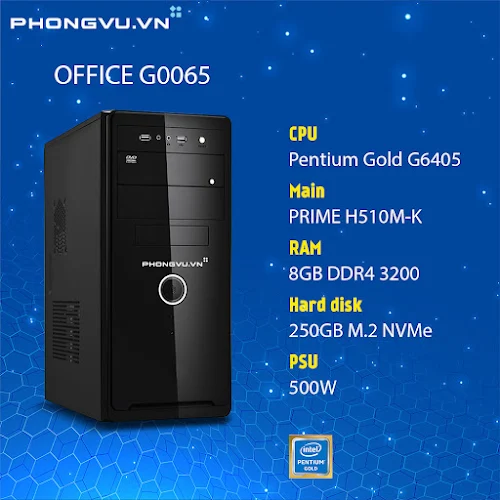 PHONGVU.VN
OFFICE G0065
DVD
PHONGVU.VN
CPU
Pentium Gold G6405
Main
PRIME H510M-K
RAM
8GB DDR4 3200
Hard disk
250GB M.2 NVMe
PSU
500W
intel
PENTIUM
GOLD